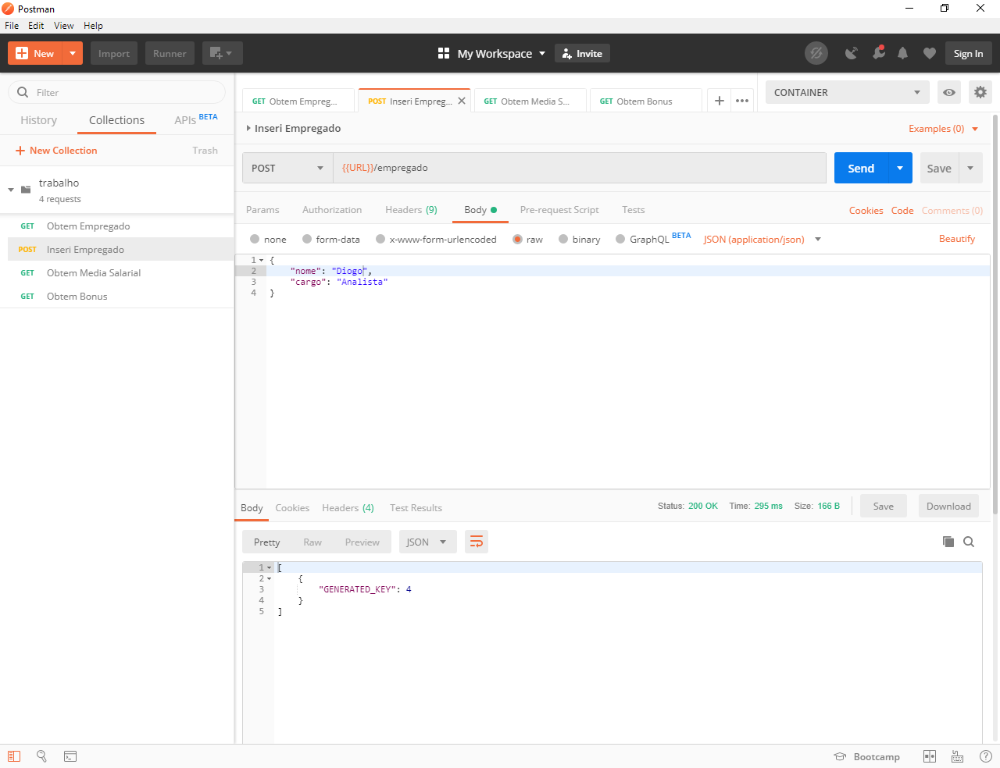 Postman
File Edit View Help
New Import Runner My Workspace Invite Sign In
Filter
History Collections APIs BETA
New Collection Trash
trabalho
4 requests
GET Obtem Empregado
POST Inseri Empregado
GET Obtem Media Salarial
GET Obtem Bonus
GET Obtem Empreg... POST Inseri Empreg... GET Obtem Media S... GET Obtem Bonus CONTAINER
Inseri Empregado Examples (0)
POST {{URL}}/empregado Send Save
Params Authorization Headers (9) Body Pre-request Script Tests Cookies Code Comments (0)
none form-data x-www-form-urlencoded raw binary GraphQL BETA JSON (application/json) Beautify
1 {
2 "nome": "Diogo",
3 "cargo": "Analista"
4 }
Body Cookies Headers (4) Test Results Status: 200 OK Time: 295 ms Size: 166 B Save Download
Pretty Raw Preview JSON
1 [
2 {
3 "GENERATED_KEY": 4
4 }
5 ]
Bootcamp